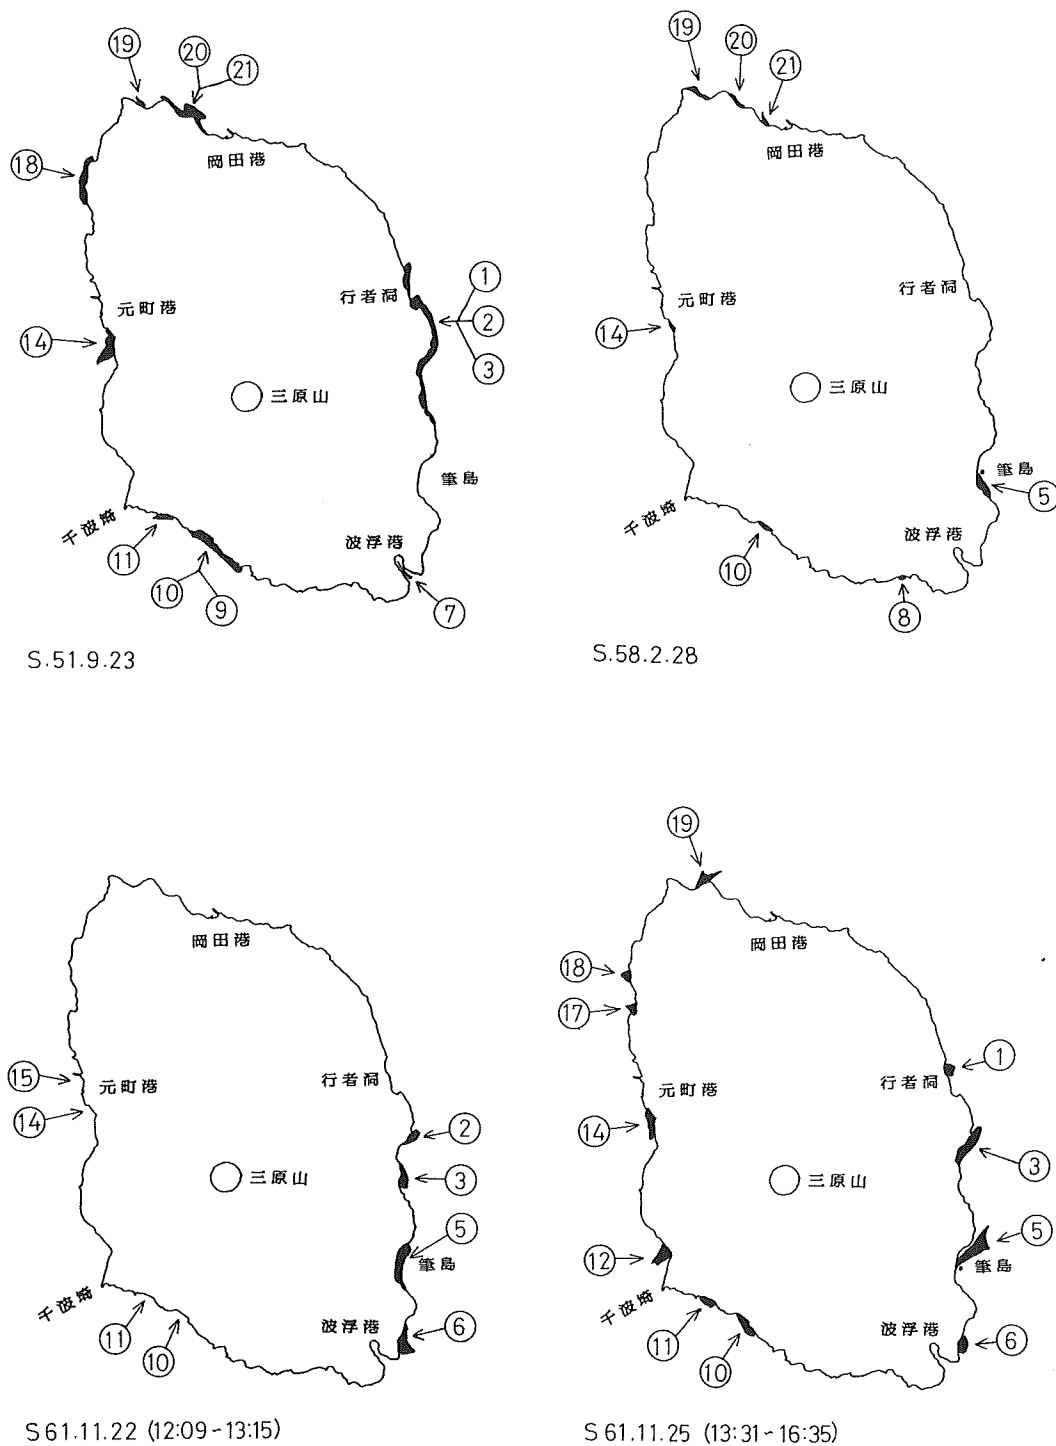 ⑲
⑳
㉑
岡田港
⑱
行者洞
①
②
③
元町港
⑭
三原山
筆島
千波崎
⑪
⑩
⑨
波浮港
⑦
S.51.9.23
⑲
⑳
㉑
岡田港
行者洞
元町港
⑭
三原山
筆島
⑤
千波崎
⑩
波浮港
⑧
S.58.2.28
岡田港
⑮
元町港
⑭
行者洞
②
③
三原山
⑤
筆島
千波崎
⑪
⑩
波浮港
⑥
S61.11.22 (12:09~13:15)
⑲
岡田港
⑱
⑰
行者洞
①
元町港
⑭
③
三原山
⑤
筆島
⑫
千波崎
⑪
⑩
波浮港
⑥
S61.11.25 (13:31~16:35)